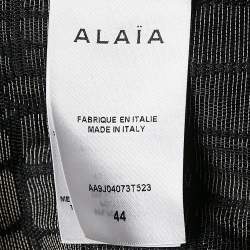 ALAÏA
FABRIQUE EN ITALIE
MADE IN ITALY
AA9J04073T523
44